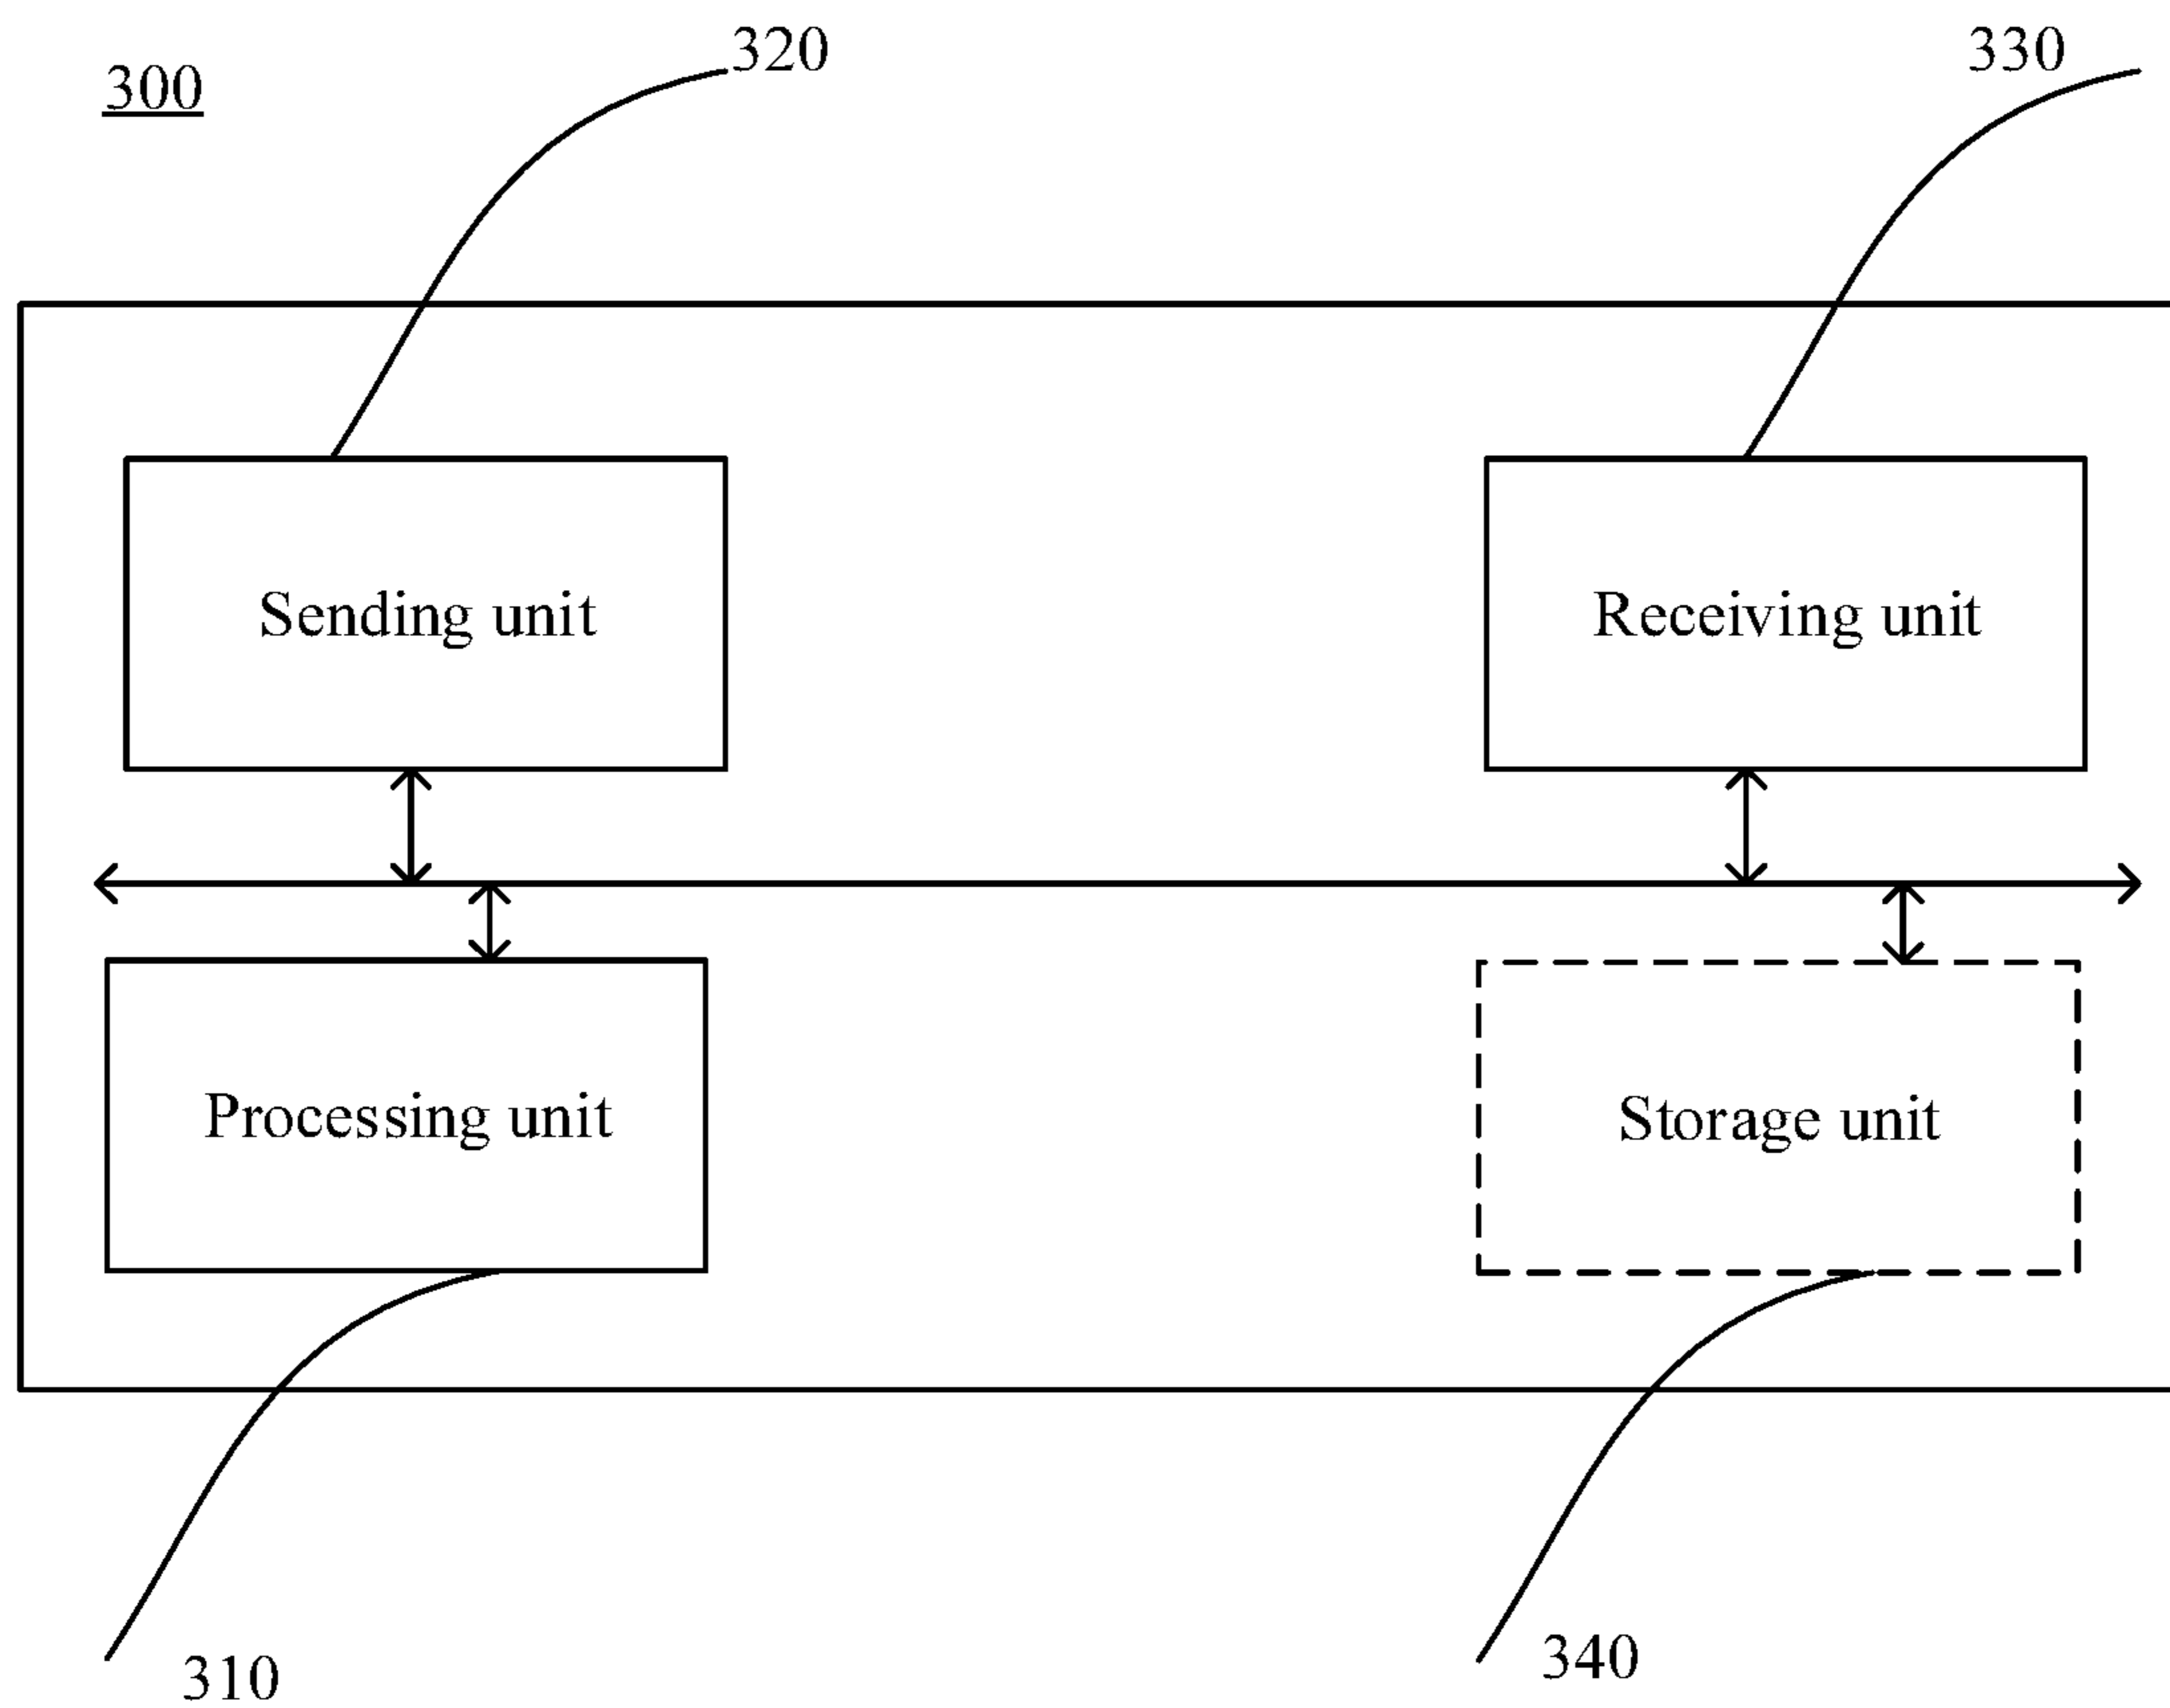 300
320
330
Sending unit
Receiving unit
Processing unit
Storage unit
310
340